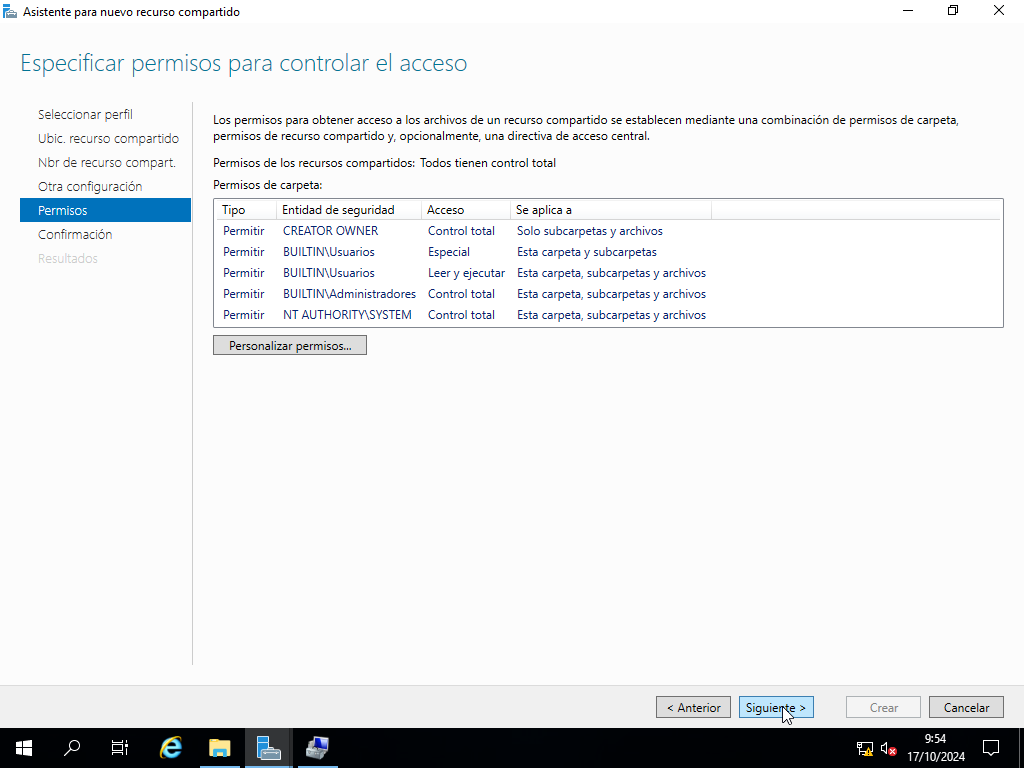 Asistente para nuevo recurso compartido
Especificar permisos para controlar el acceso
Seleccionar perfil
Ubic. recurso compartido
Nbr de recurso compart.
Otra configuración
Permisos
Confirmación
Resultados
Los permisos para obtener acceso a los archivos de un recurso compartido se establecen mediante una combinación de permisos de carpeta,
permisos de recurso compartido y, opcionalmente, una directiva de acceso central.
Permisos de los recursos compartidos: Todos tienen control total
Permisos de carpeta:
Tipo Entidad de seguridad Acceso Se aplica a
Permitir CREATOR OWNER Control total Solo subcarpetas y archivos
Permitir BUILTIN\Usuarios Especial Esta carpeta y subcarpetas
Permitir BUILTIN\Usuarios Leer y ejecutar Esta carpeta, subcarpetas y archivos
Permitir BUILTIN\Administradores Control total Esta carpeta, subcarpetas y archivos
Permitir NT AUTHORITY\SYSTEM Control total Esta carpeta, subcarpetas y archivos
Personalizar permisos...
< Anterior Siguiente > Crear Cancelar
9:54
17/10/2024